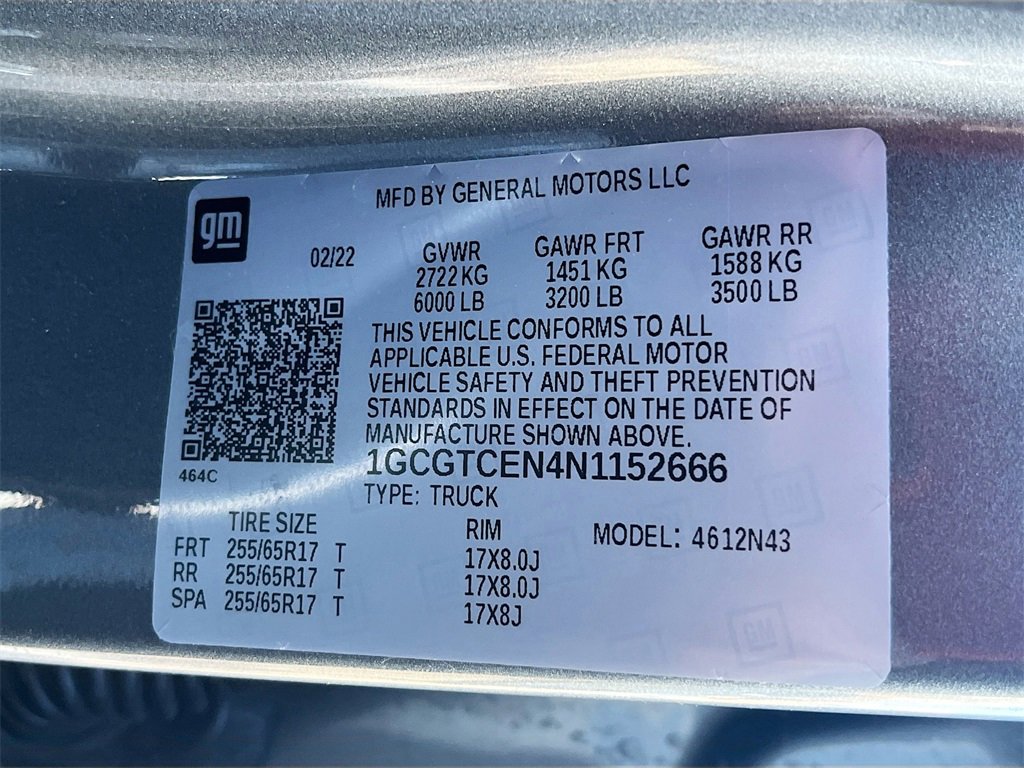 MFD BY GENERAL MOTORS LLC
gm
02/22 GVWR GAWR FRT GAWR RR
2722 KG 1451 KG 1588 KG
6000 LB 3200 LB 3500 LB
THIS VEHICLE CONFORMS TO ALL
APPLICABLE U.S. FEDERAL MOTOR
VEHICLE SAFETY AND THEFT PREVENTION
STANDARDS IN EFFECT ON THE DATE OF
MANUFACTURE SHOWN ABOVE.
464C
1GCGTCEN4N1152666
TYPE: TRUCK
TIRE SIZE RIM MODEL: 4612N43
FRT 255/65R17 T 17X8.0J
RR 255/65R17 T 17X8.0J
SPA 255/65R17 T 17X8J
GM